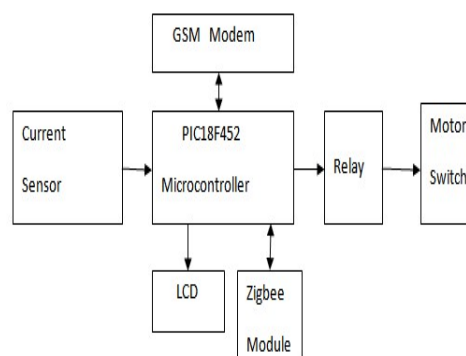 GSM Modem
Current
Sensor
PIC18F452
Microcontroller
Relay
Motor
Switch
LCD
Zigbee
Module